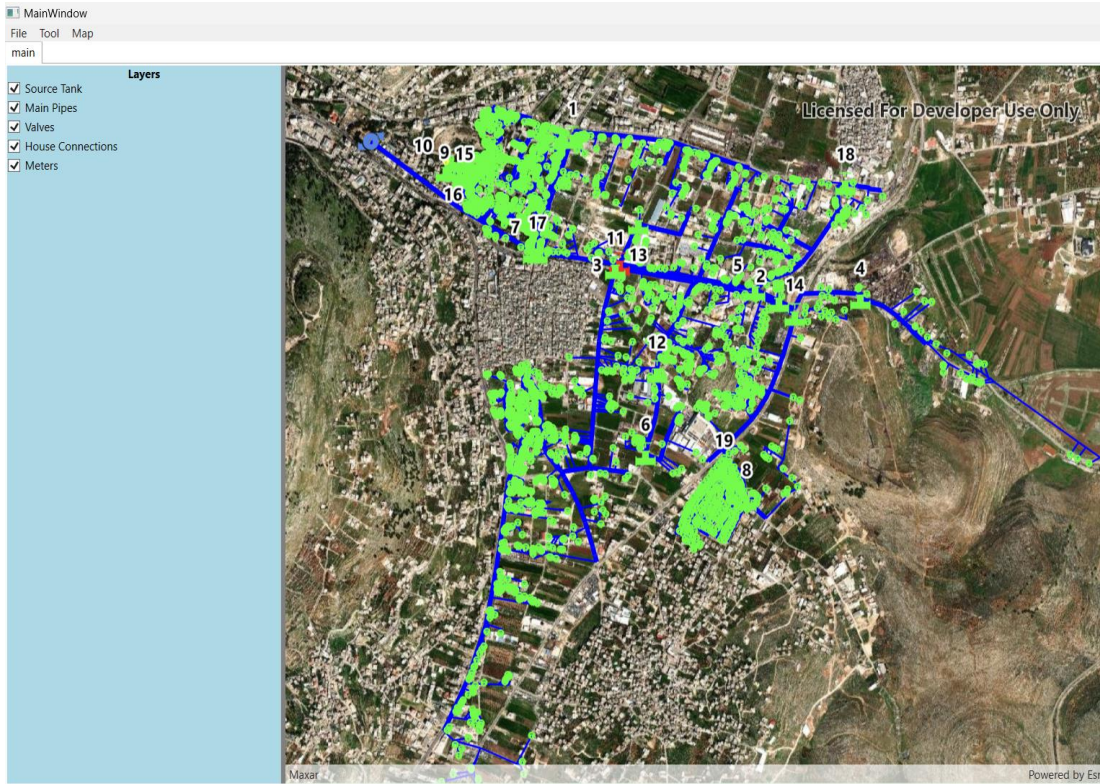 MainWindow
File Tool Map
main
Layers
Source Tank
Main Pipes
Valves
House Connections
Meters
Licensed For Developer Use Only
1
10
9 15
18
16
7 17
11
13
3
5
2
4
14
12
6
19
8
Maxar
Powered by Esr